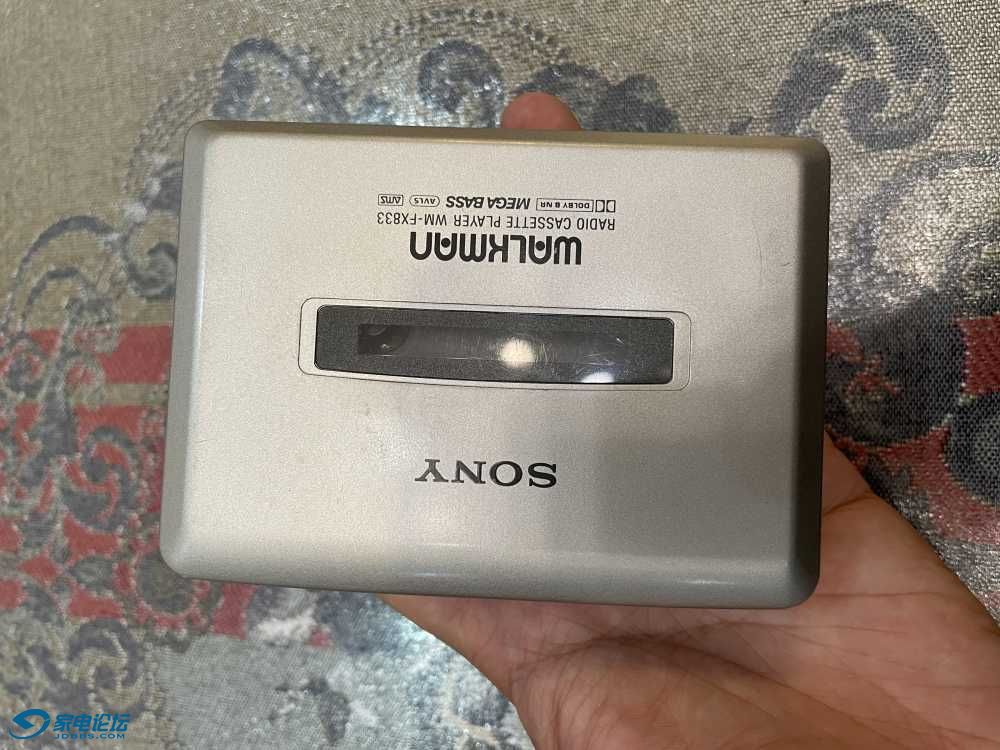 SONY
WALKMAN
RADIO CASSETTE PLAYER WM-FX833
DOLBY B NR MEGA BASS AVLS AMS
家电论坛
JDBBS.COM